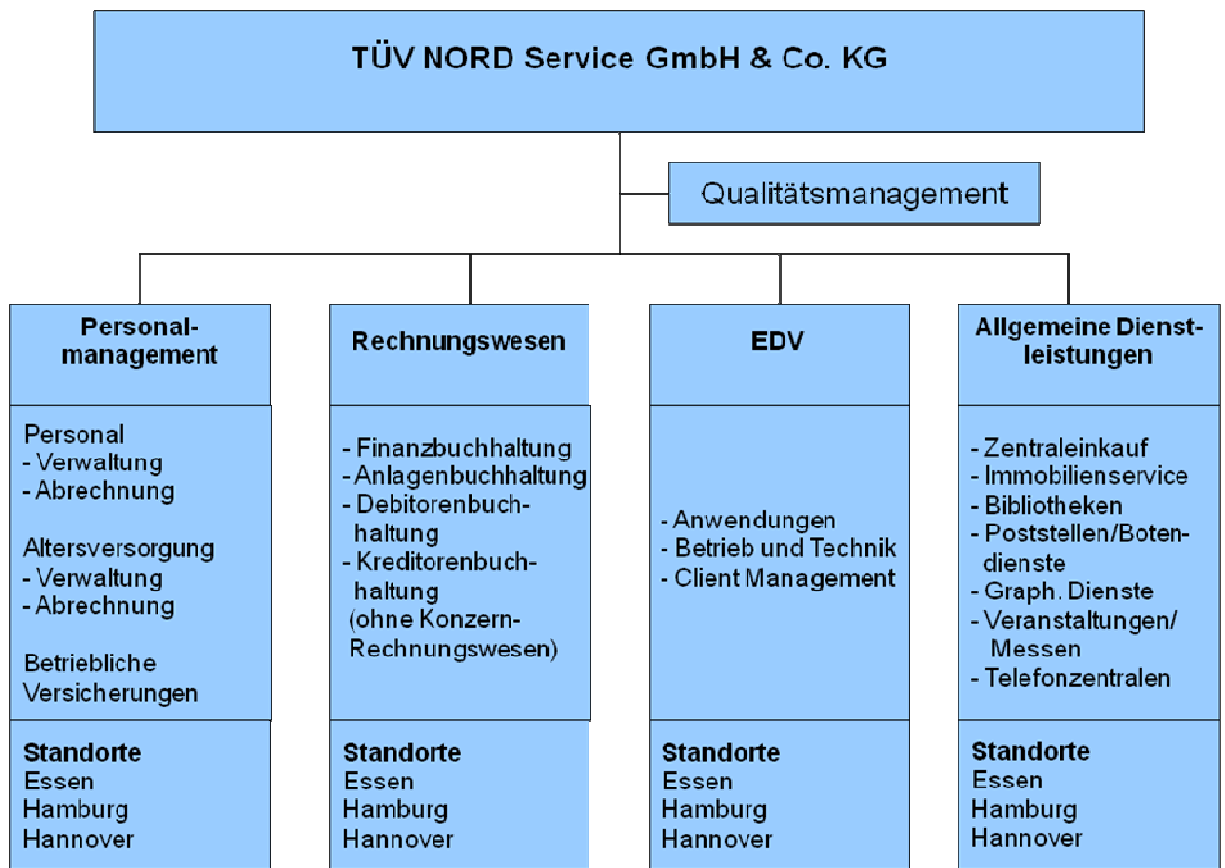 TÜV NORD Service GmbH & Co. KG
Qualitätsmanagement
Personal-
management
Personal
- Verwaltung
- Abrechnung
Altersversorgung
- Verwaltung
- Abrechnung
Betriebliche
Versicherungen
Standorte
Essen
Hamburg
Hannover
Rechnungswesen
- Finanzbuchhaltung
- Anlagenbuchhaltung
- Debitorenbuch-
haltung
- Kreditorenbuch-
haltung
(ohne Konzern-
Rechnungswesen)
Standorte
Essen
Hamburg
Hannover
EDV
- Anwendungen
- Betrieb und Technik
- Client Management
Standorte
Essen
Hamburg
Hannover
Allgemeine Dienst-
leistungen
- Zentraleinkauf
- Immobilienservice
- Bibliotheken
- Poststellen/Boten-
dienste
- Graph. Dienste
- Veranstaltungen/
Messen
- Telefonzentralen
Standorte
Essen
Hamburg
Hannover